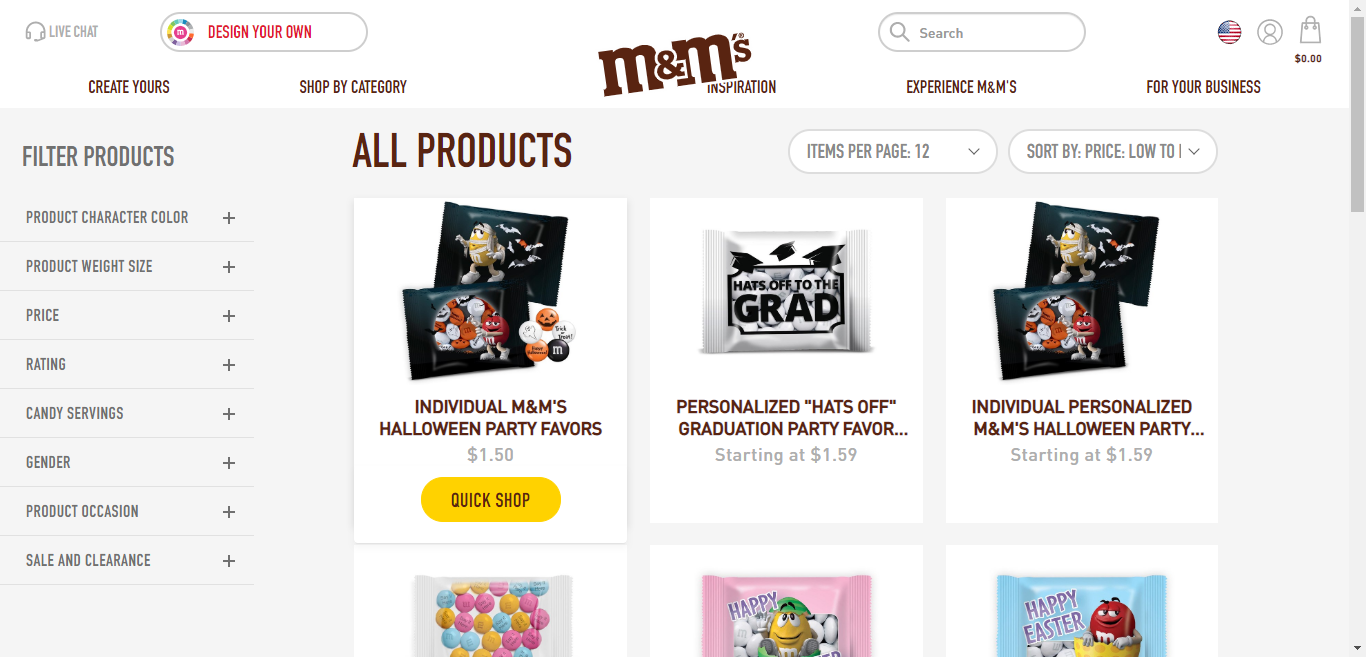 LIVE CHAT
DESIGN YOUR OWN
m&m's
Search
$0.00
CREATE YOURS
SHOP BY CATEGORY
INSPIRATION
EXPERIENCE M&M'S
FOR YOUR BUSINESS
FILTER PRODUCTS
PRODUCT CHARACTER COLOR
PRODUCT WEIGHT SIZE
PRICE
RATING
CANDY SERVINGS
GENDER
PRODUCT OCCASION
SALE AND CLEARANCE
ALL PRODUCTS
ITEMS PER PAGE: 12
SORT BY: PRICE: LOW TO
INDIVIDUAL M&M'S
HALLOWEEN PARTY FAVORS
$1.50
QUICK SHOP
HATS OFF TO THE
GRAD
PERSONALIZED "HATS OFF"
GRADUATION PARTY FAVOR...
Starting at $1.59
INDIVIDUAL PERSONALIZED
M&M'S HALLOWEEN PARTY...
Starting at $1.59
HAPPY
HAPPY
EASTER